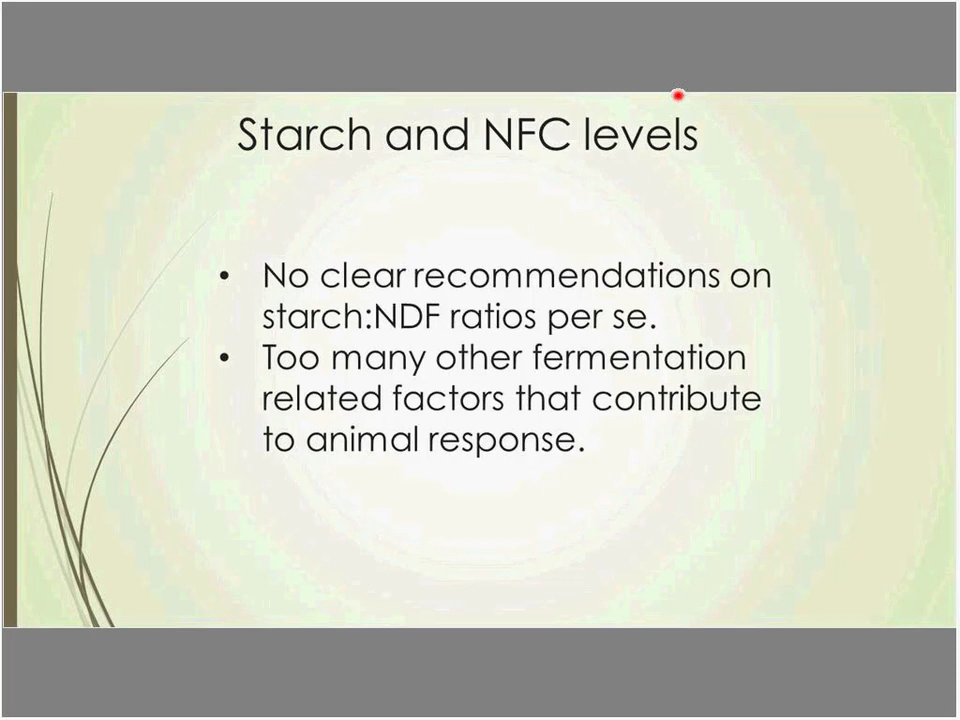 Starch and NFC levels
• No clear recommendations on
starch:NDF ratios per se.
• Too many other fermentation
related factors that contribute
to animal response.